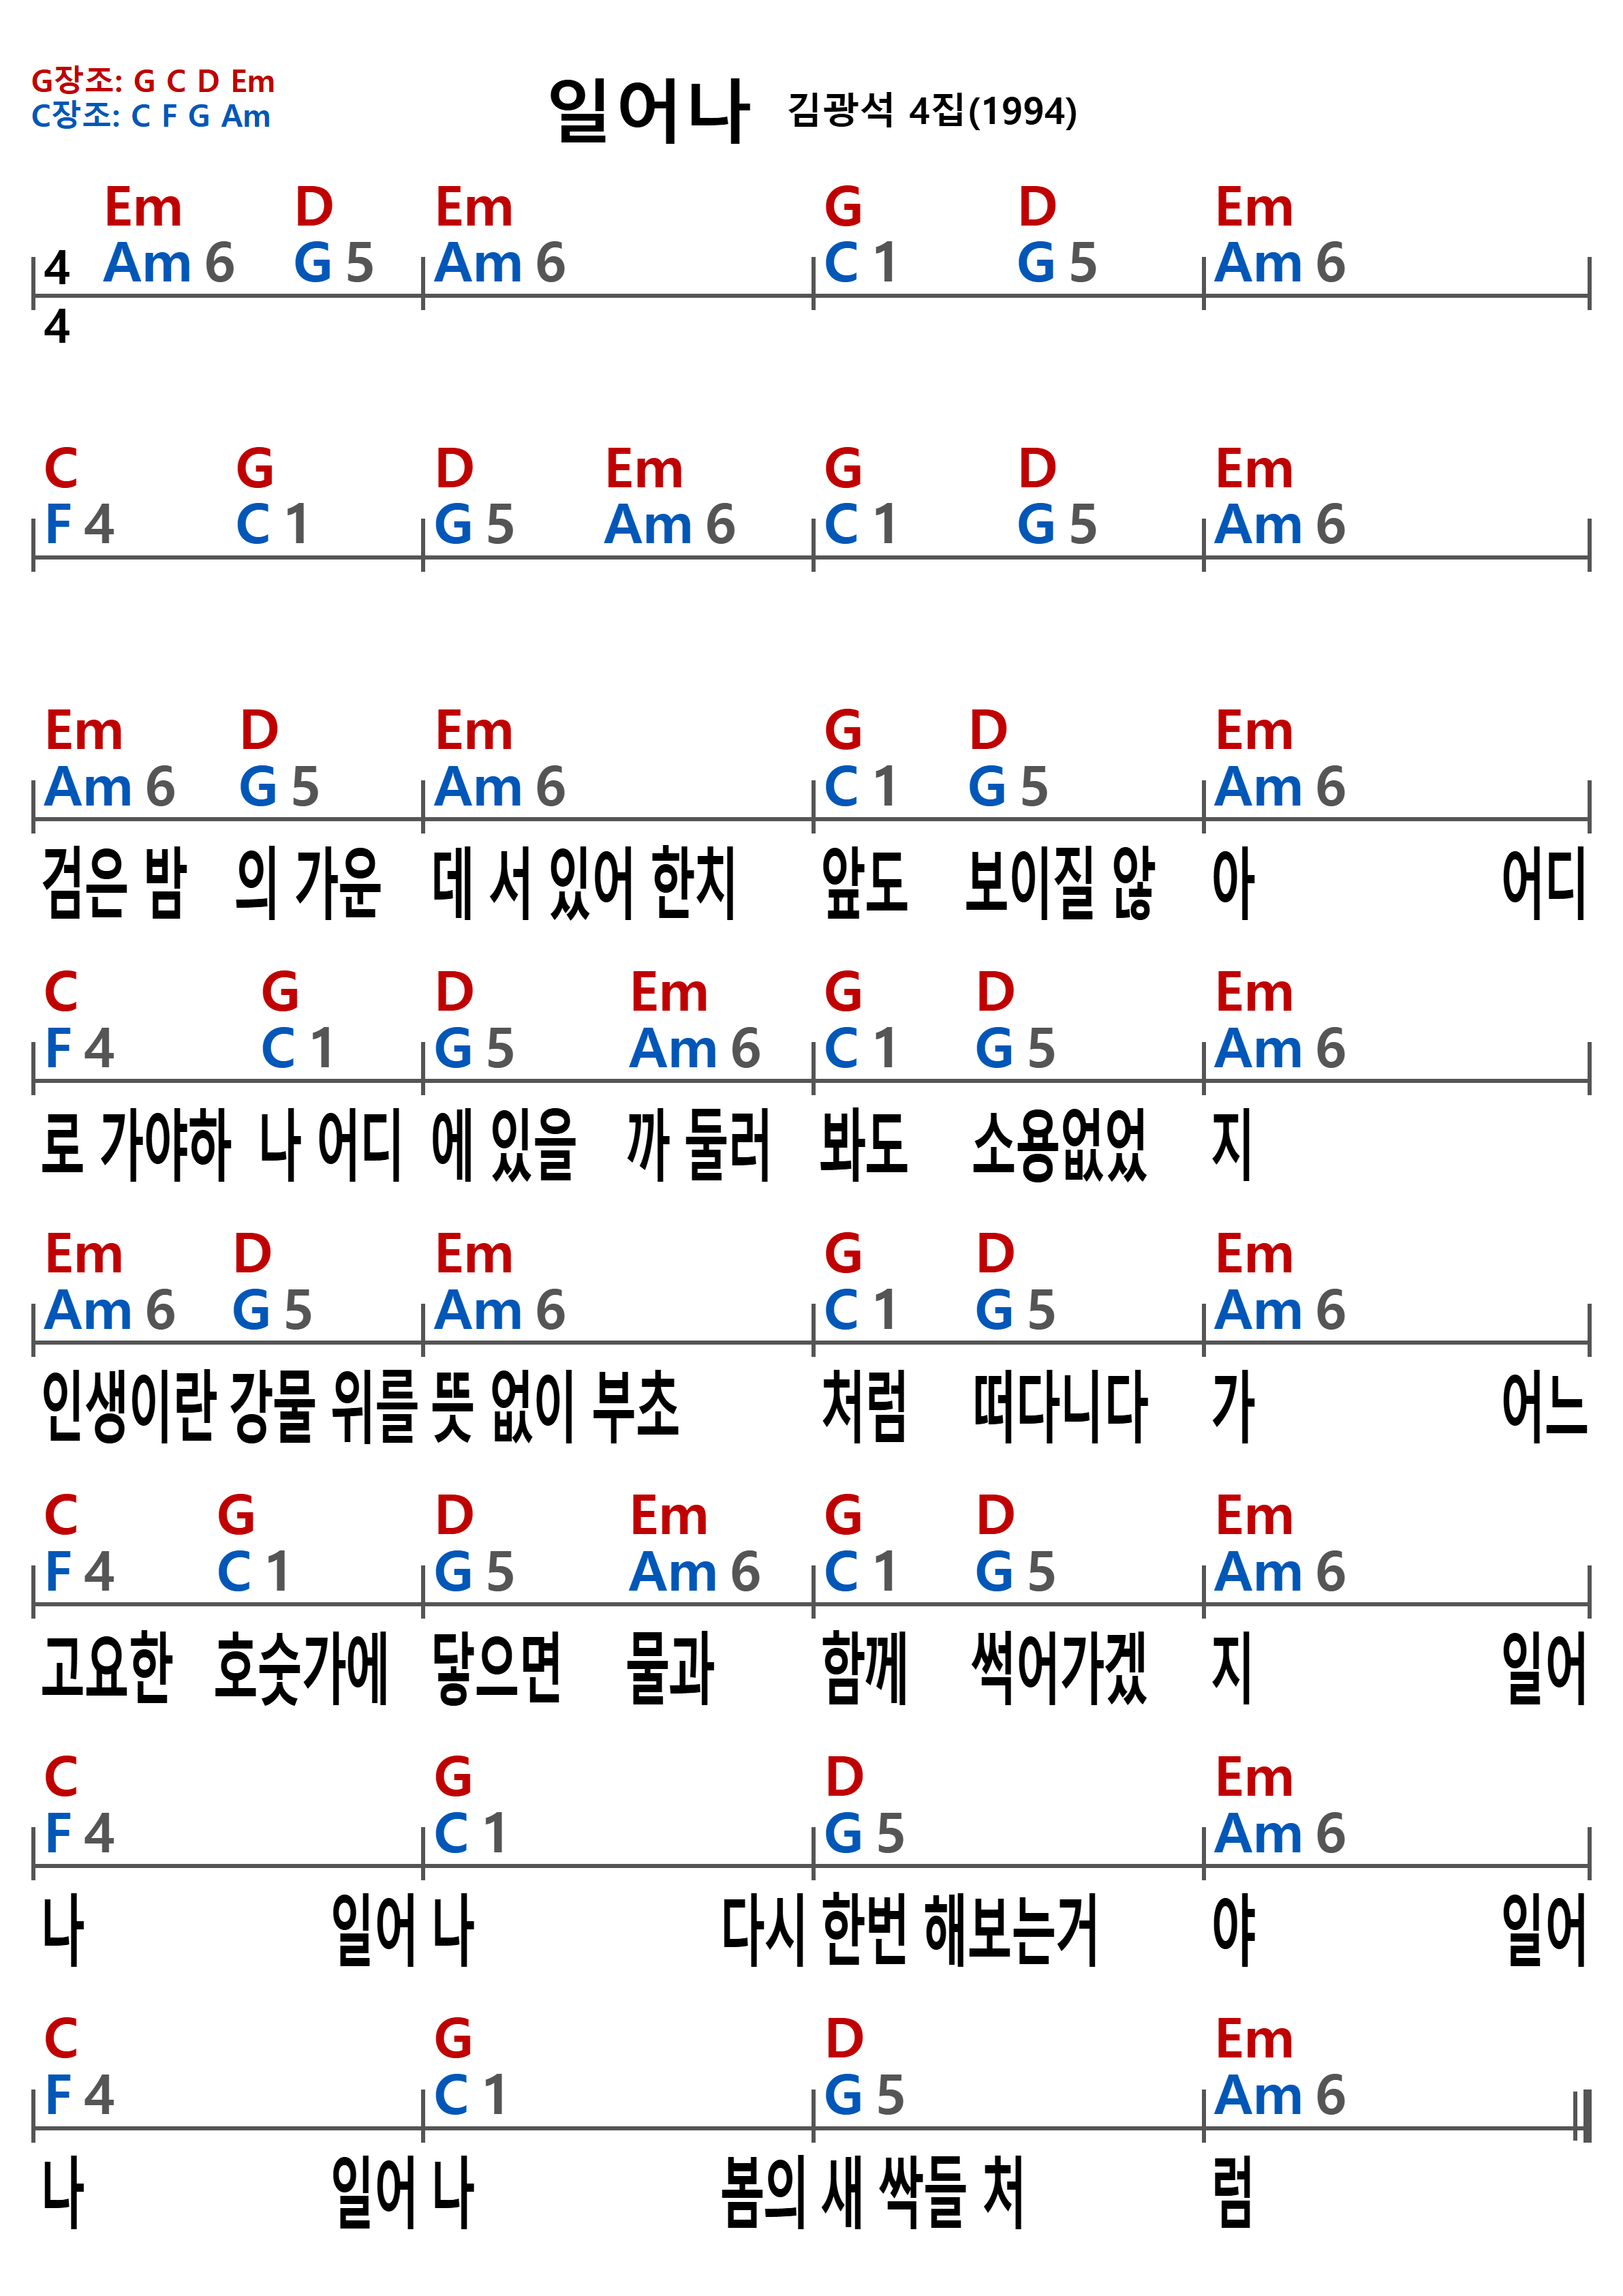 G장조: G C D Em
C장조: C F G Am
일어나 김광석 4집(1994)
Em D Em G D Em
4 Am 6 G 5 Am 6 C 1 G 5 Am 6
4
C G D Em G D Em
F 4 C 1 G 5 Am 6 C 1 G 5 Am 6
Em D Em G D Em
Am 6 G 5 Am 6 C 1 G 5 Am 6
검은 밤 의 가운 데 서 있어 한치 앞도 보이질 않 아 어디
C G D Em G D Em
F 4 C 1 G 5 Am 6 C 1 G 5 Am 6
로 가야하 나 어디 에 있을 까 둘러 봐도 소용없었 지
Em D Em G D Em
Am 6 G 5 Am 6 C 1 G 5 Am 6
인생이란 강물 위를 뜻 없이 부초 처럼 떠다니다 가 어느
C G D Em G D Em
F 4 C 1 G 5 Am 6 C 1 G 5 Am 6
고요한 호숫가에 닿으면 물과 함께 썩어가겠 지 일어
C G D Em
F 4 C 1 G 5 Am 6
나 일어 나 다시 한번 해보는거 야 일어
C G D Em
F 4 C 1 G 5 Am 6
나 일어 나 봄의 새 싹들 처 럼